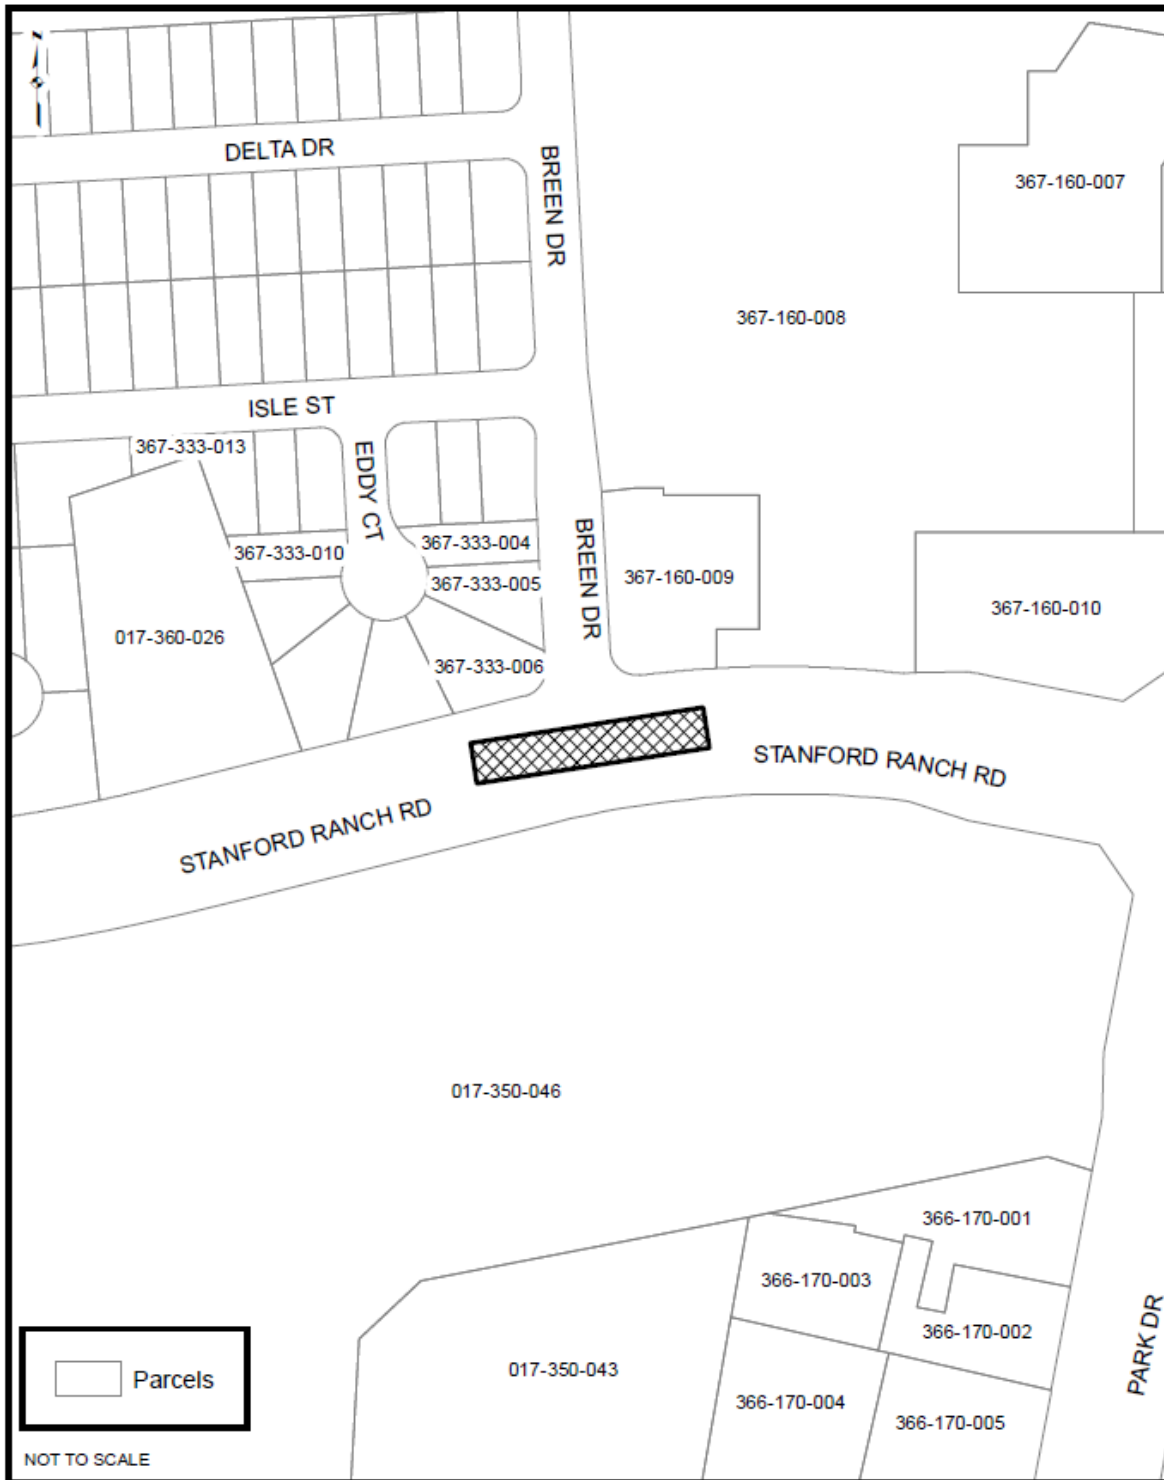 DELTA DR
BREEN DR
367-160-007
367-160-008
ISLE ST
367-333-013
EDDY CT
367-333-010
367-333-004
367-333-005
BREEN DR
367-160-009
367-160-010
017-360-026
367-333-006
STANFORD RANCH RD
STANFORD RANCH RD
017-350-046
366-170-001
366-170-003
366-170-002
PARK DR
017-350-043
366-170-004
366-170-005
Parcels
NOT TO SCALE